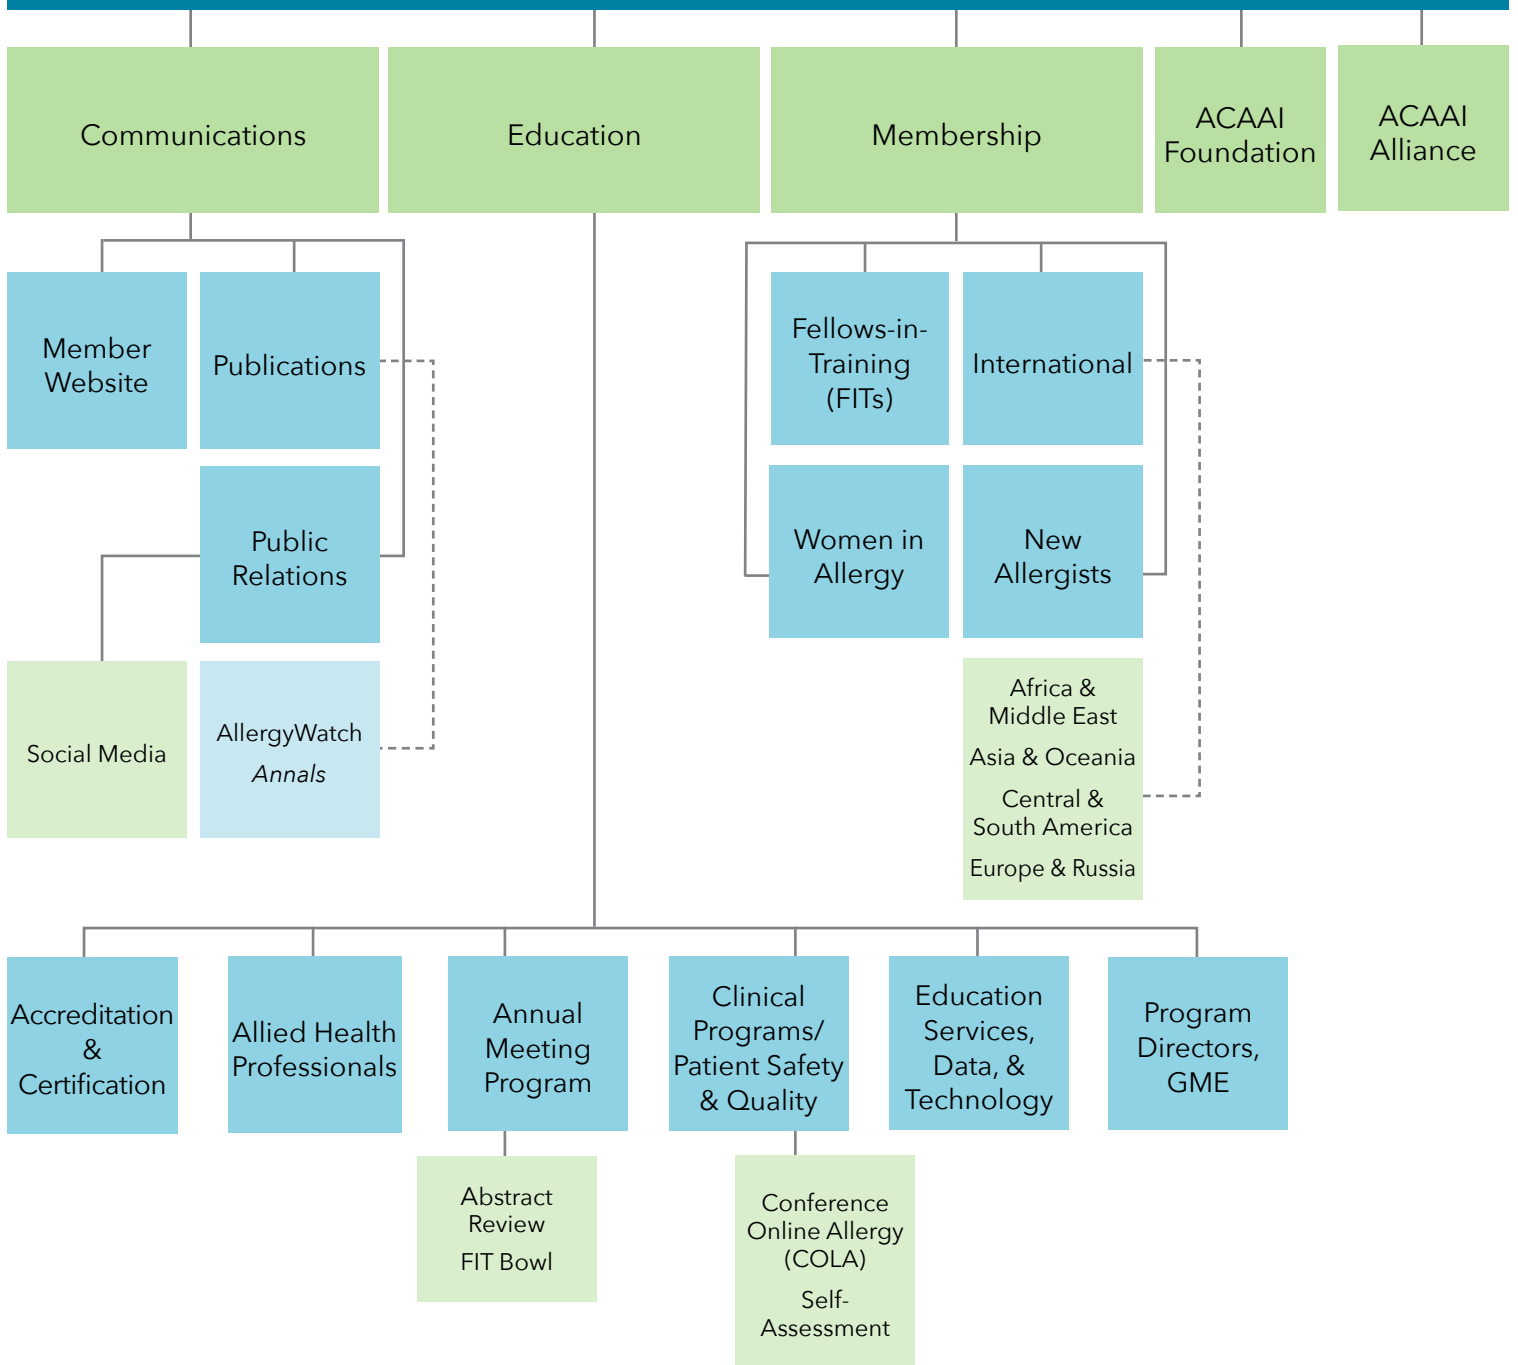 Communications
Education
Membership
ACAAI
Foundation
ACAAI
Alliance
Member
Website
Publications
Fellows-in-
Training
(FITs)
International
Public
Relations
Women in
Allergy
New
Allergists
Social Media
AllergyWatch
Annals
Africa &
Middle East
Asia & Oceania
Central &
South America
Europe & Russia
Accreditation
&
Certification
Allied Health
Professionals
Annual
Meeting
Program
Clinical
Programs/
Patient Safety
& Quality
Education
Services,
Data, &
Technology
Program
Directors,
GME
Abstract
Review
FIT Bowl
Conference
Online Allergy
(COLA)
Self-
Assessment